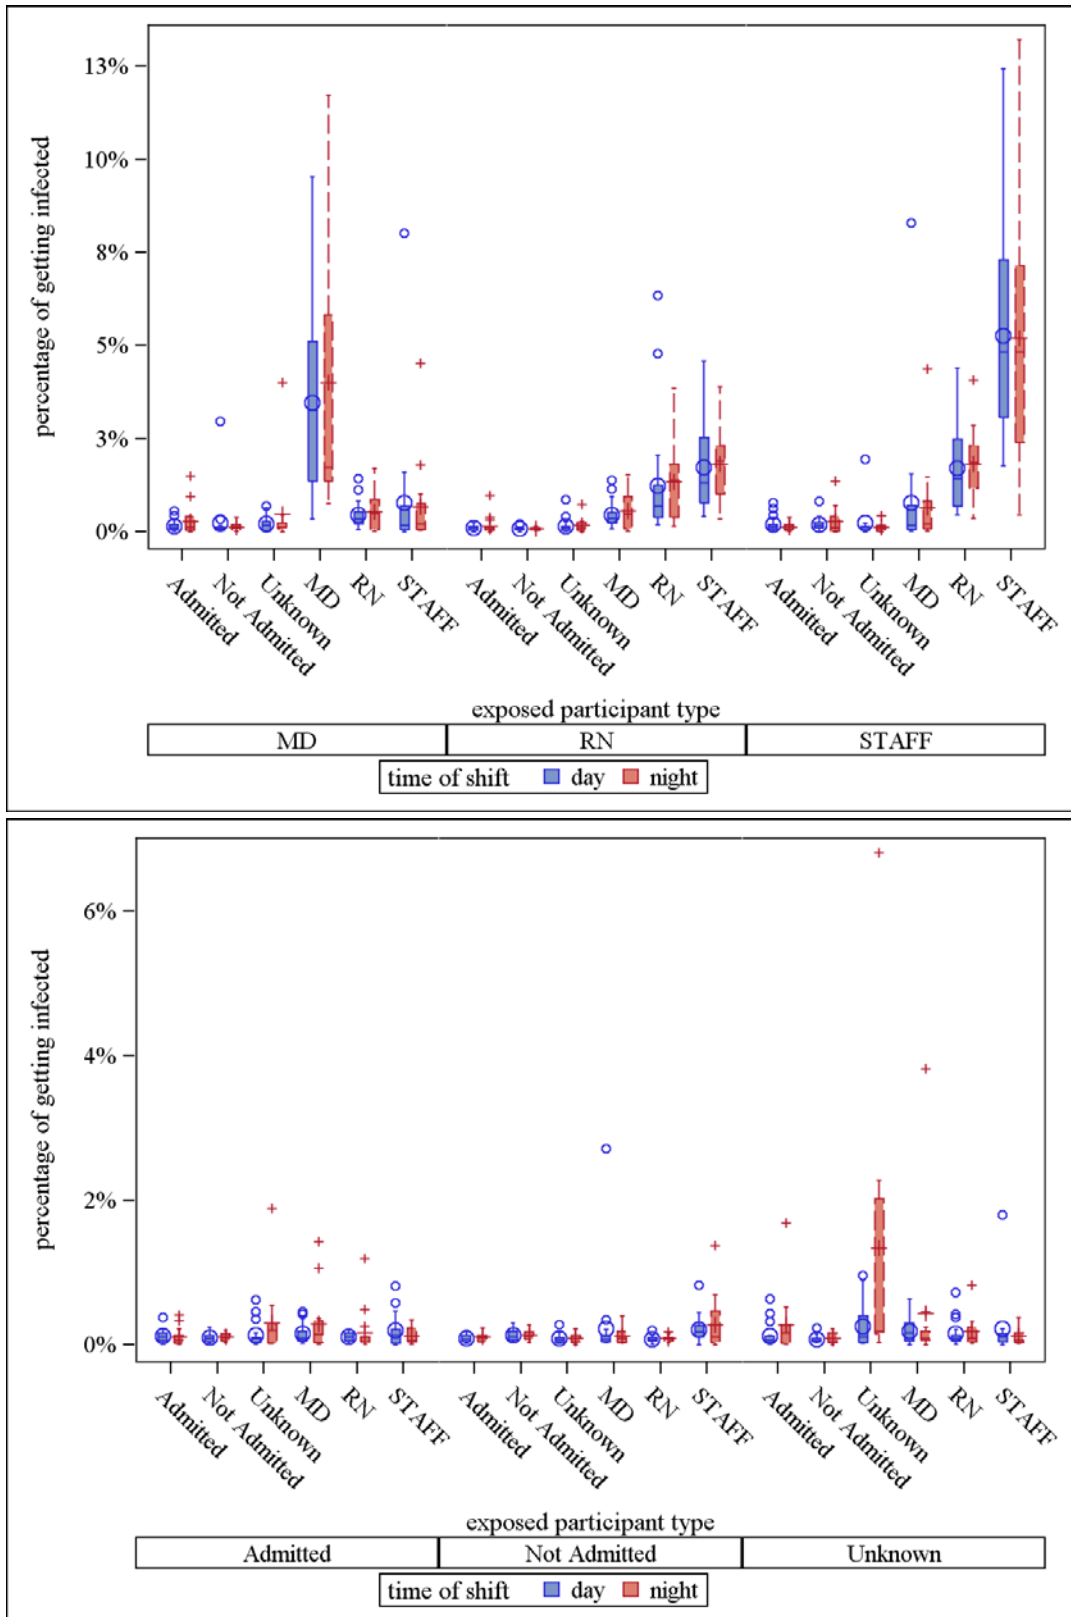 percentage of getting infected
13%
10%
8%
5%
3%
0%
Admitted
Not Admitted
Unknown
MD
RN
STAFF
Admitted
Not Admitted
Unknown
MD
RN
STAFF
Admitted
Not Admitted
Unknown
MD
RN
STAFF
exposed participant type
MD RN STAFF
time of shift day night
percentage of getting infected
6%
4%
2%
0%
Admitted
Not Admitted
Unknown
MD
RN
STAFF
Admitted
Not Admitted
Unknown
MD
RN
STAFF
Admitted
Not Admitted
Unknown
MD
RN
STAFF
exposed participant type
Admitted Not Admitted Unknown
time of shift day night